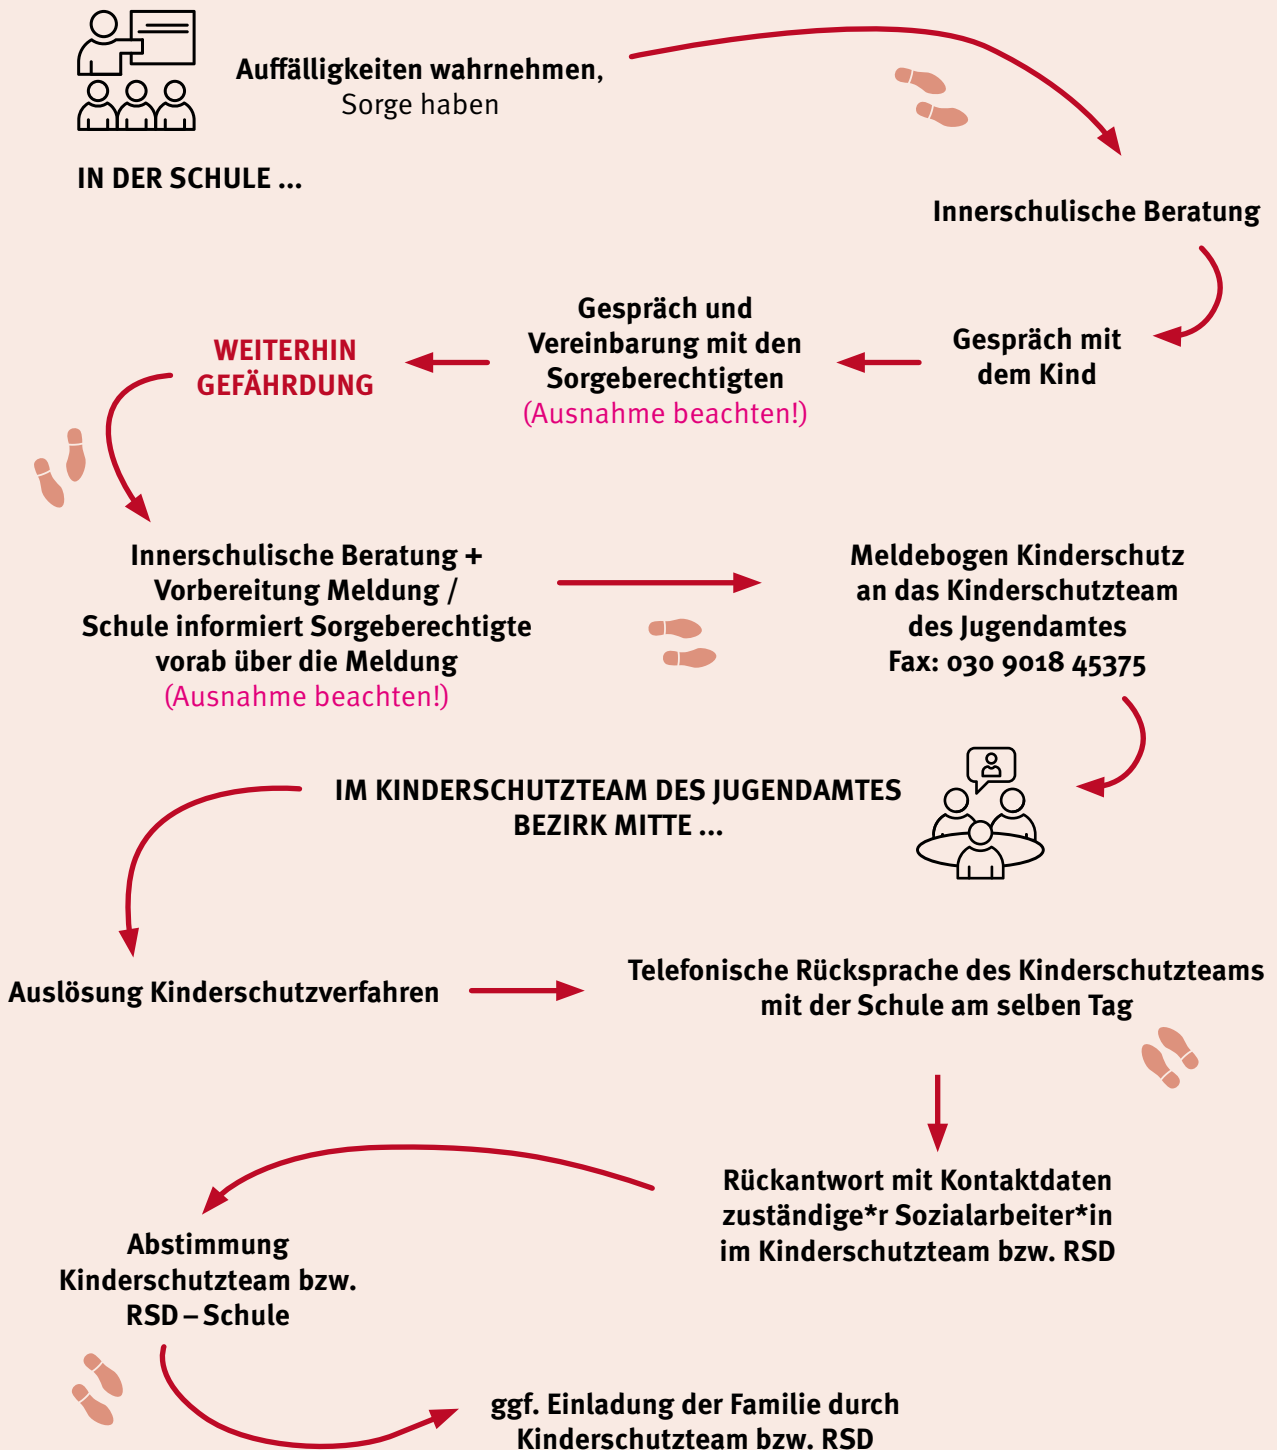 Auffälligkeiten wahrnehmen,
Sorge haben
IN DER SCHULE ...
Innerschulische Beratung
Gespräch mit
dem Kind
Gespräch und
Vereinbarung mit den
Sorgeberechtigten
(Ausnahme beachten!)
WEITERHIN
GEFÄHRDUNG
Innerschulische Beratung +
Vorbereitung Meldung /
Schule informiert Sorgeberechtigte
vorab über die Meldung
(Ausnahme beachten!)
Meldebogen Kinderschutz
an das Kinderschutzteam
des Jugendamtes
Fax: 030 9018 45375
IM KINDERSCHUTZTEAM DES JUGENDAMTES
BEZIRK MITTE ...
Auslösung Kinderschutzverfahren
Telefonische Rücksprache des Kinderschutzteams
mit der Schule am selben Tag
Rückantwort mit Kontaktdaten
zuständige*r Sozialarbeiter*in
im Kinderschutzteam bzw. RSD
Abstimmung
Kinderschutzteam bzw.
RSD – Schule
ggf. Einladung der Familie durch
Kinderschutzteam bzw. RSD